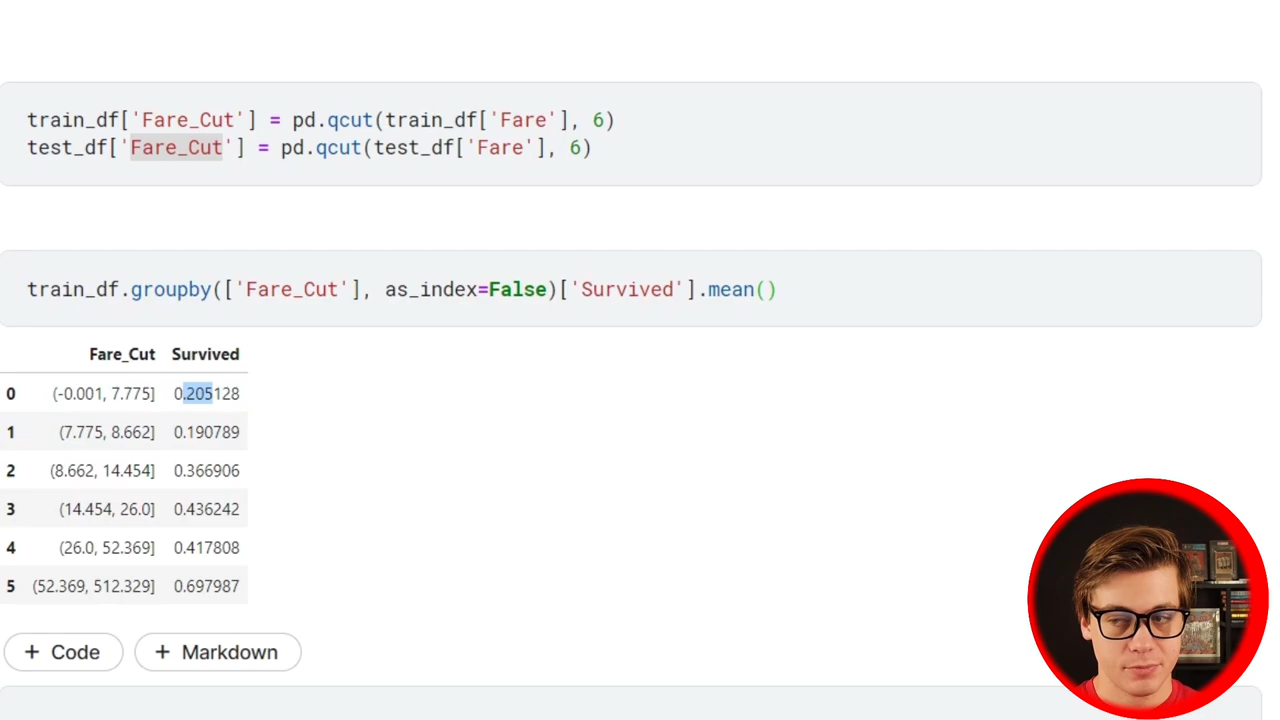 train_df['Fare_Cut'] = pd.qcut(train_df['Fare'], 6)
test_df['Fare_Cut'] = pd.qcut(test_df['Fare'], 6)
train_df.groupby(['Fare_Cut'], as_index=False)['Survived'].mean()
Fare_Cut Survived
0 (-0.001, 7.775] 0.205128
1 (7.775, 8.662] 0.190789
2 (8.662, 14.454] 0.366906
3 (14.454, 26.0] 0.436242
4 (26.0, 52.369] 0.417808
5 (52.369, 512.329] 0.697987
+ Code + Markdown